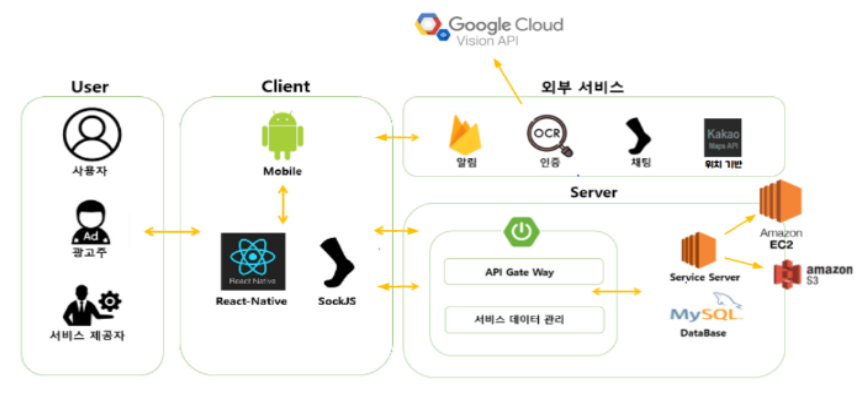 Google Cloud
Vision API
User
Client
외부 서비스
사용자
Ad
광고주
서비스 제공자
Mobile
React Native
React-Native
SockJS
알림
OCR
인증
채팅
Kakao
Maps API
위치 기반
Server
API Gate Way
서비스 데이터 관리
Service Server
MySQL
DataBase
Amazon
EC2
amazon
S3